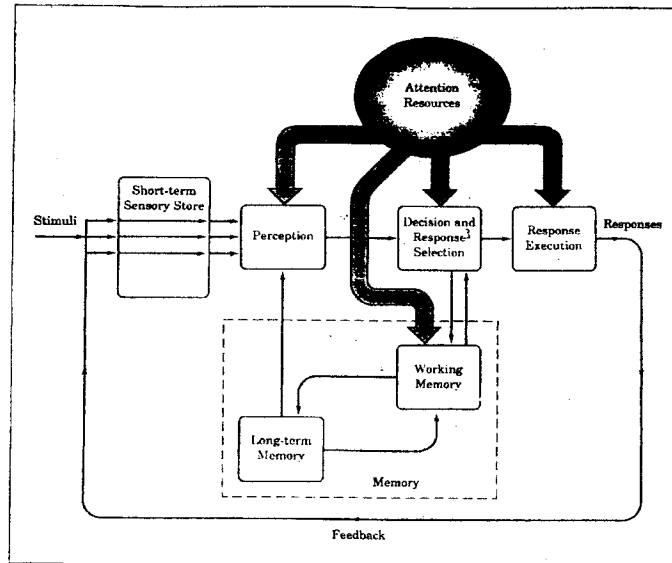 Attention
Resources
Short-term
Sensory Store
Stimuli
Perception
Decision and
Response
Selection
Response
Execution
Responses
Working
Memory
Long-term
Memory
Memory
Feedback